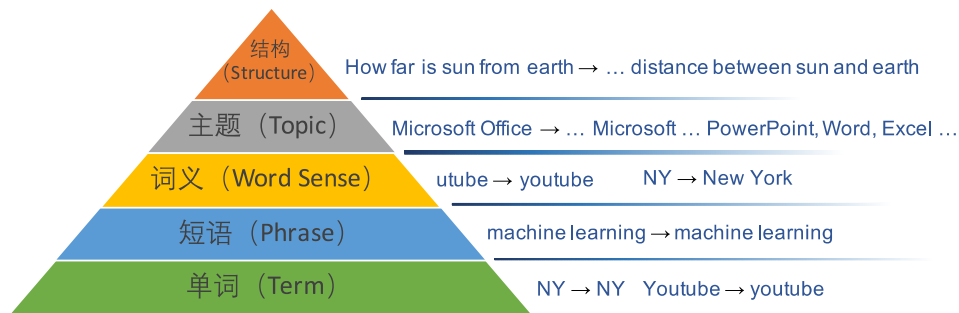 结构
(Structure)
How far is sun from earth → … distance between sun and earth
主题（Topic）
Microsoft Office → … Microsoft … PowerPoint, Word, Excel …
词义（Word Sense）
utube → youtube NY → New York
短语（Phrase）
machine learning → machine learning
单词（Term）
NY → NY Youtube → youtube